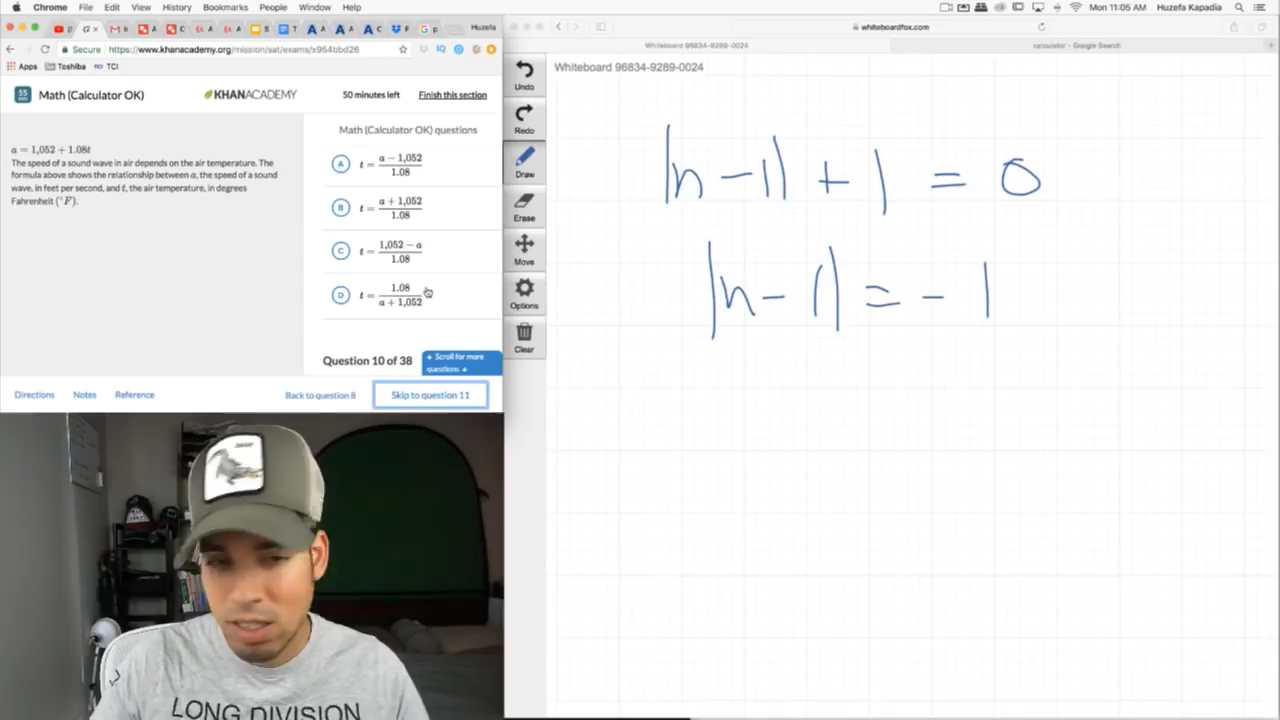 Chrome File Edit View History Bookmarks People Window Help
Mon 11:05 AM Huzefa Kapadia
Huzefa
Secure https://www.khanacademy.org/mission/sat/exams/x954bbd26
Apps Toshiba TCI
whiteboardfox.com
Whiteboard 96834-9289-0024
calculator - Google Search
Math (Calculator OK)
KHANACADEMY
50 minutes left
Finish this section
a = 1,052 + 1.08t
The speed of a sound wave in air depends on the air temperature. The
formula above shows the relationship between a, the speed of a sound
wave, in feet per second, and t, the air temperature, in degrees
Fahrenheit (°F).
Math (Calculator OK) questions
A t = a − 1,052 / 1.08
B t = a + 1,052 / 1.08
C t = 1,052 − a / 1.08
D t = 1.08 / a + 1,052
Question 10 of 38
Scroll for more
questions
Directions Notes Reference
Back to question 8
Skip to question 11
Whiteboard 96834-9289-0024
Undo
Redo
Draw
Erase
Move
Options
Clear
|n − 1| + 1 = 0
|n − 1| = − 1
LONG DIVISION